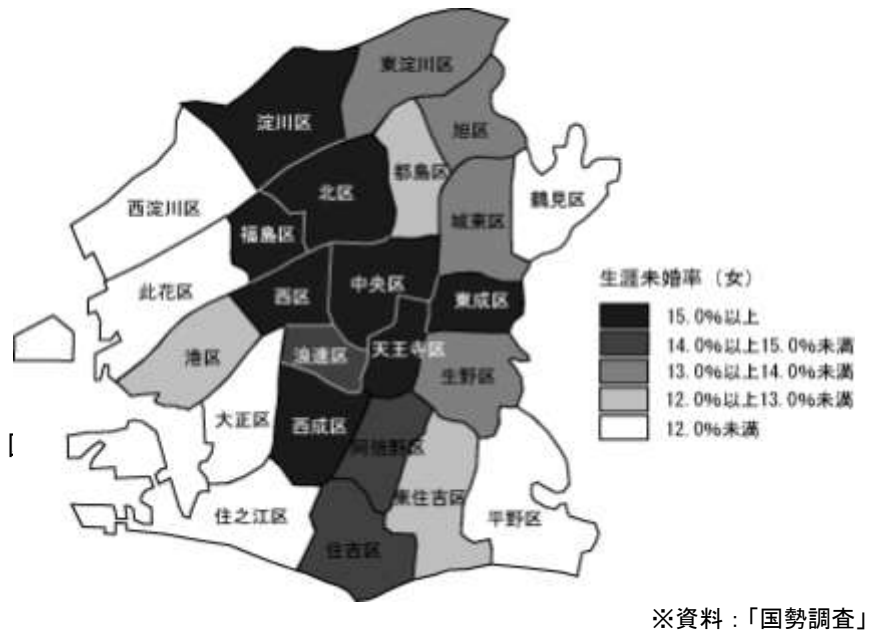 東淀川区
淀川区
旭区
都島区
北区
鶴見区
西淀川区
城東区
福島区
此花区
中央区
西区
東成区
港区
浪速区
天王寺区
生野区
大正区
西成区
阿倍野区
東住吉区
住之江区
平野区
住吉区
生涯未婚率（女）
15.0%以上
14.0%以上15.0%未満
13.0%以上14.0%未満
12.0%以上13.0%未満
12.0%未満
※資料：「国勢調査」